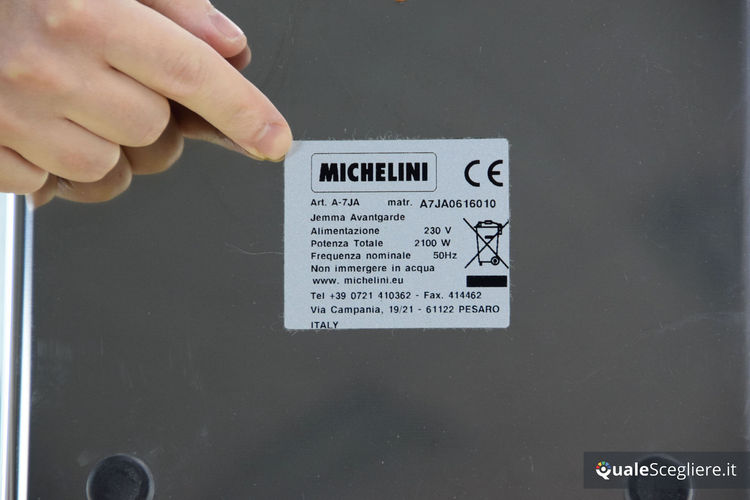 MICHELINI CE
Art. A-7JA matr. A7JA0616010
Jemma Avantgarde
Alimentazione 230 V
Potenza Totale 2100 W
Frequenza nominale 50Hz
Non immergere in acqua
www. michelini.eu
Tel +39 0721 410362 - Fax. 414462
Via Campania, 19/21 - 61122 PESARO
ITALY
QualeScegliere.it